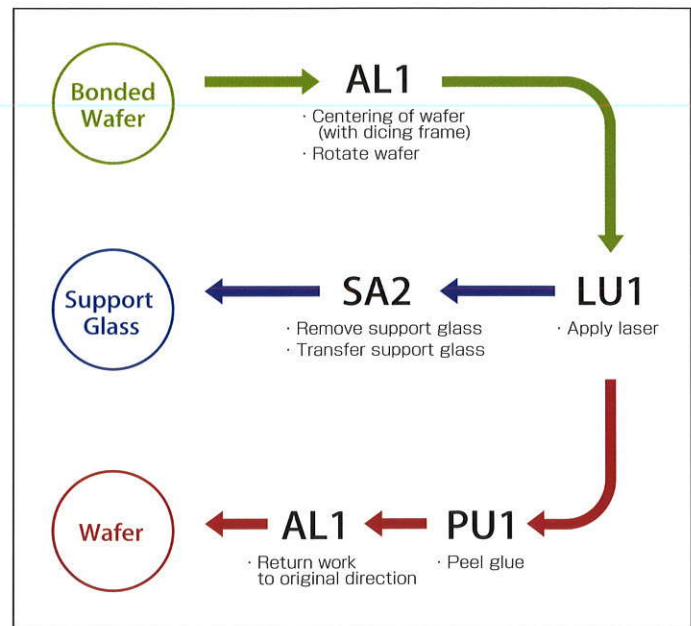 Bonded
Wafer
AL1
· Centering of wafer
(with dicing frame)
· Rotate wafer
Support
Glass
SA2
· Remove support glass
· Transfer support glass
LU1
· Apply laser
Wafer
AL1
· Return work
to original direction
PU1
· Peel glue